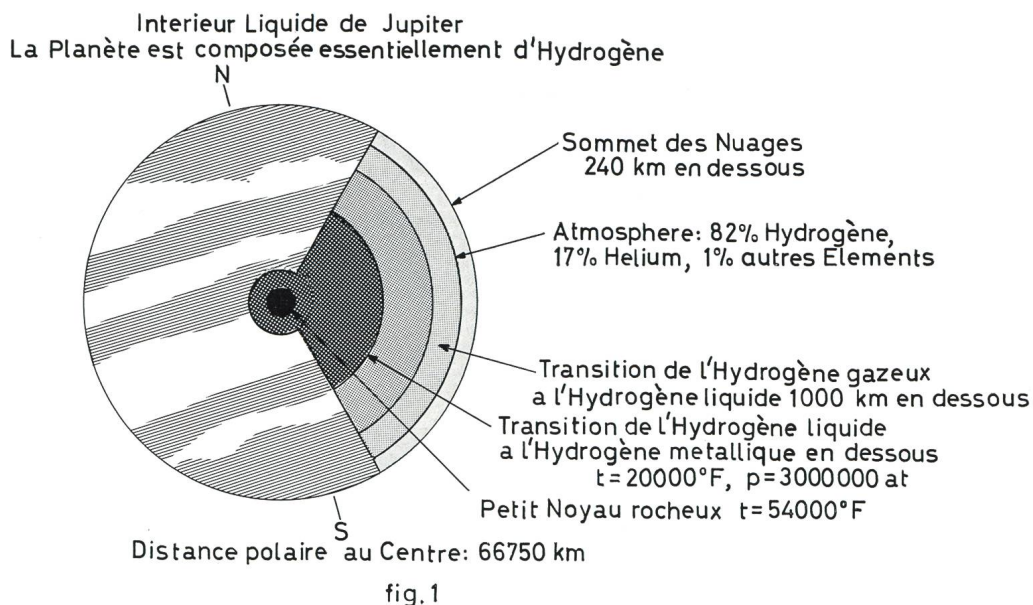 Interieur Liquide de Jupiter
La Planète est composée essentiellement d'Hydrogène
N
Sommet des Nuages
240 km en dessous
Atmosphere: 82% Hydrogène,
17% Helium, 1% autres Elements
Transition de l'Hydrogène gazeux
a l'Hydrogène liquide 1000 km en dessous
Transition de l'Hydrogène liquide
a l'Hydrogène metallique en dessous
t=20000°F, p=3000000 at
Petit Noyau rocheux t=54000°F
S
Distance polaire au Centre: 66750 km
fig.1